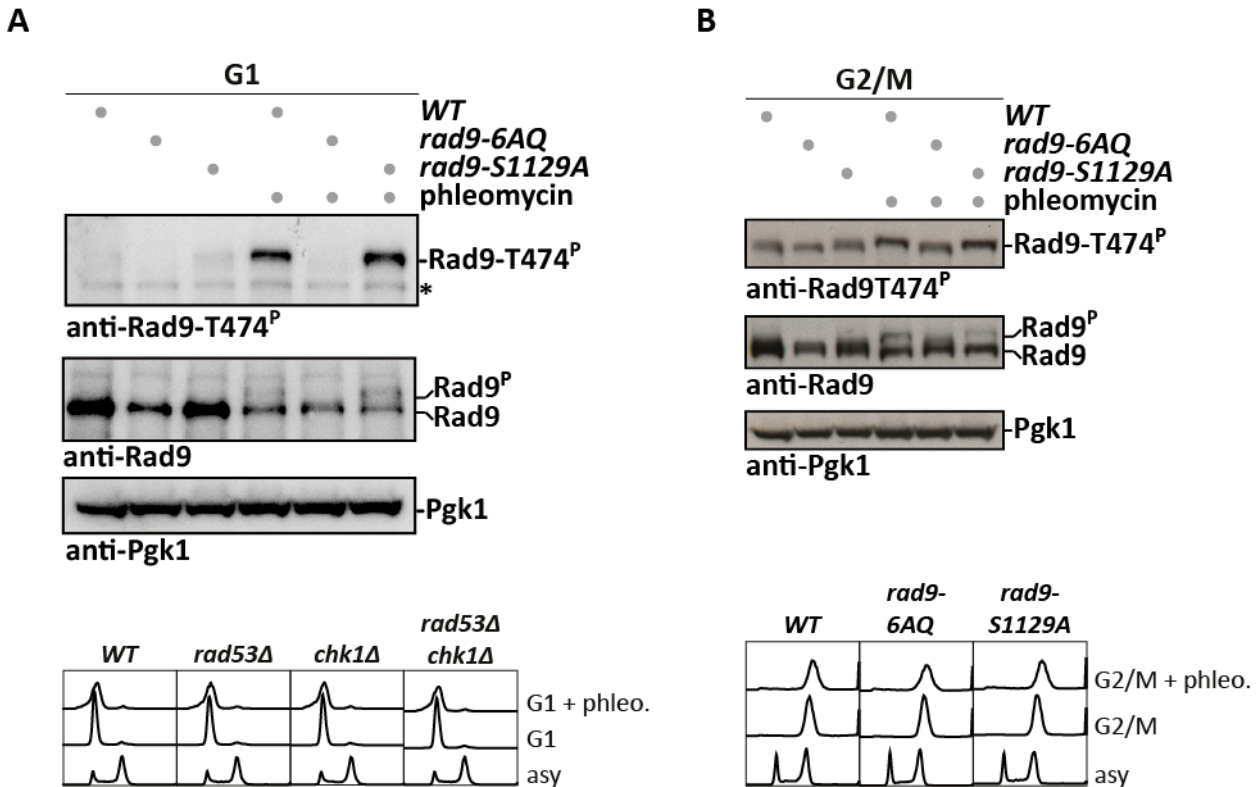 A
G1
WT
rad9-6AQ
rad9-S1129A
phleomycin
-Rad9-T474ᴾ
*
anti-Rad9-T474ᴾ
Rad9ᴾ
Rad9
anti-Rad9
-Pgk1
anti-Pgk1
WT
rad53Δ
chk1Δ
rad53Δ
chk1Δ
G1 + phleo.
G1
asy
B
G2/M
WT
rad9-6AQ
rad9-S1129A
phleomycin
-Rad9-T474ᴾ
anti-Rad9T474ᴾ
Rad9ᴾ
Rad9
anti-Rad9
-Pgk1
anti-Pgk1
WT
rad9-
6AQ
rad9-
S1129A
G2/M + phleo.
G2/M
asy